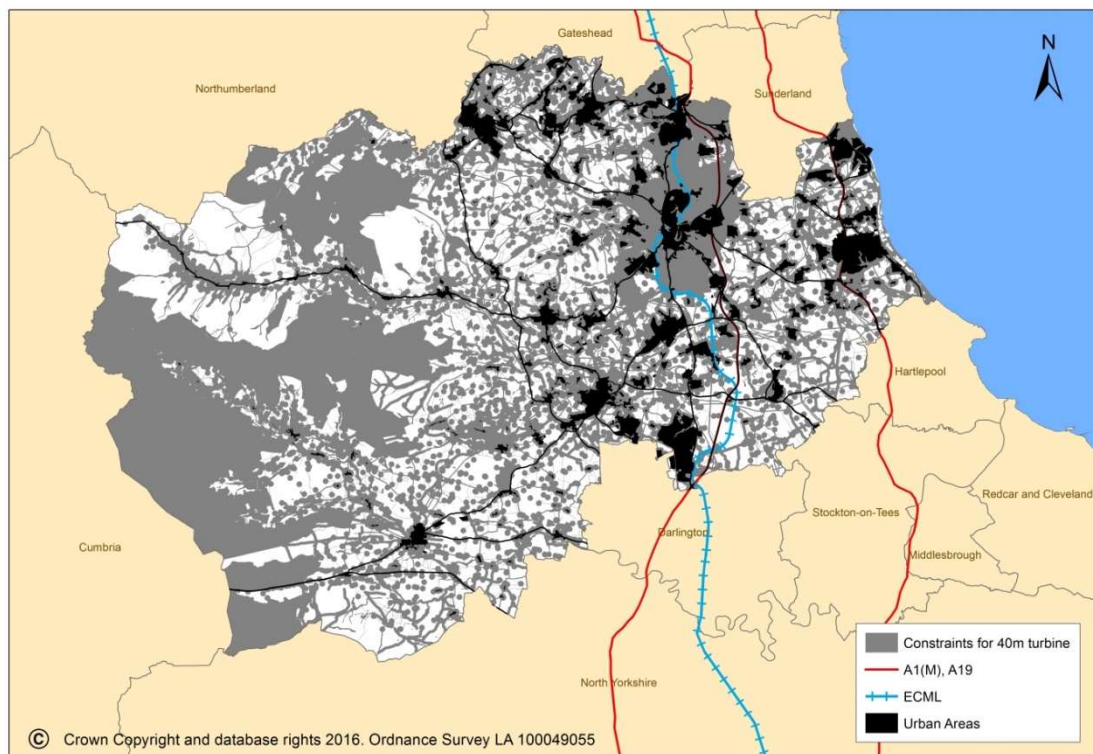 Gateshead
N
Northumberland
Sunderland
Hartlepool
Redcar and Cleveland
Stockton-on-Tees
Darlington
Middlesbrough
Cumbria
North Yorkshire
Constraints for 40m turbine
A1(M), A19
ECML
Urban Areas
© Crown Copyright and database rights 2016. Ordnance Survey LA 100049055